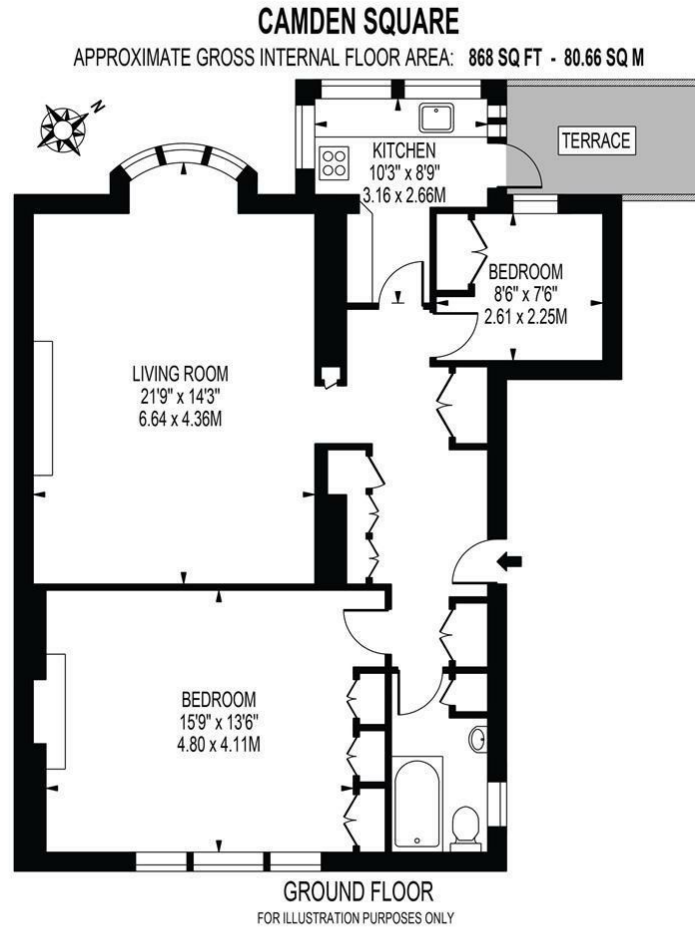 CAMDEN SQUARE
APPROXIMATE GROSS INTERNAL FLOOR AREA: 868 SQ FT - 80.66 SQ M
N
TERRACE
KITCHEN
10'3" x 8'9"
3.16 x 2.66M
BEDROOM
8'6" x 7'6"
2.61 x 2.25M
LIVING ROOM
21'9" x 14'3"
6.64 x 4.36M
BEDROOM
15'9" x 13'6"
4.80 x 4.11M
GROUND FLOOR
FOR ILLUSTRATION PURPOSES ONLY